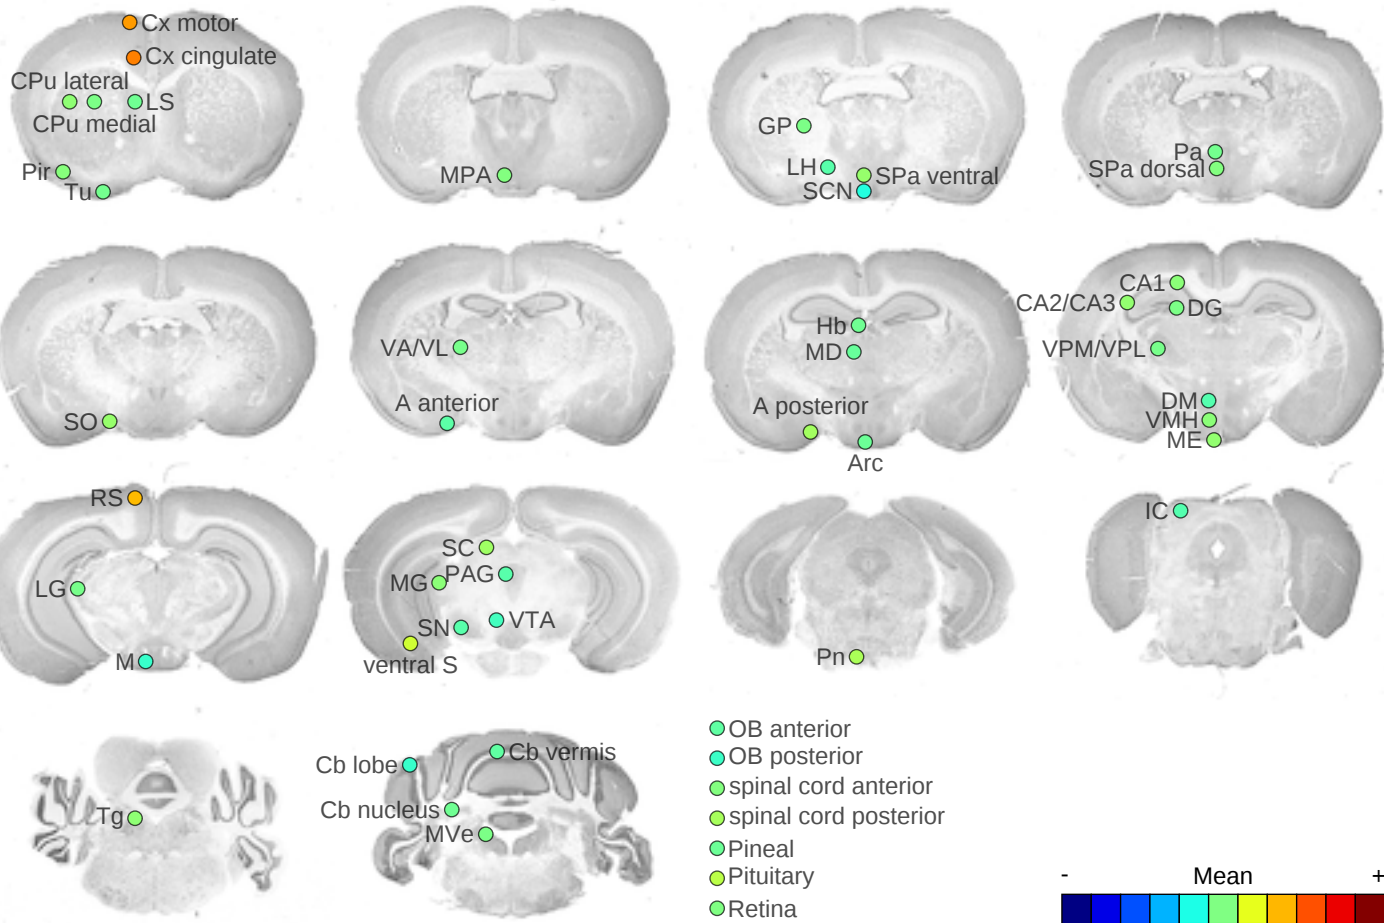 Cx motor
Cx cingulate
CPu lateral
LS
CPu medial
Pir
Tu
MPA
GP
LH
SPa ventral
SCN
Pa
SPa dorsal
SO
VA/VL
A anterior
Hb
MD
A posterior
Arc
CA1
CA2/CA3
DG
VPM/VPL
DM
VMH
ME
RS
LG
M
SC
MG
PAG
SN
VTA
ventral S
Pn
IC
Tg
Cb lobe
Cb vermis
Cb nucleus
MVe
OB anterior
OB posterior
spinal cord anterior
spinal cord posterior
Pineal
Pituitary
Retina
- Mean +